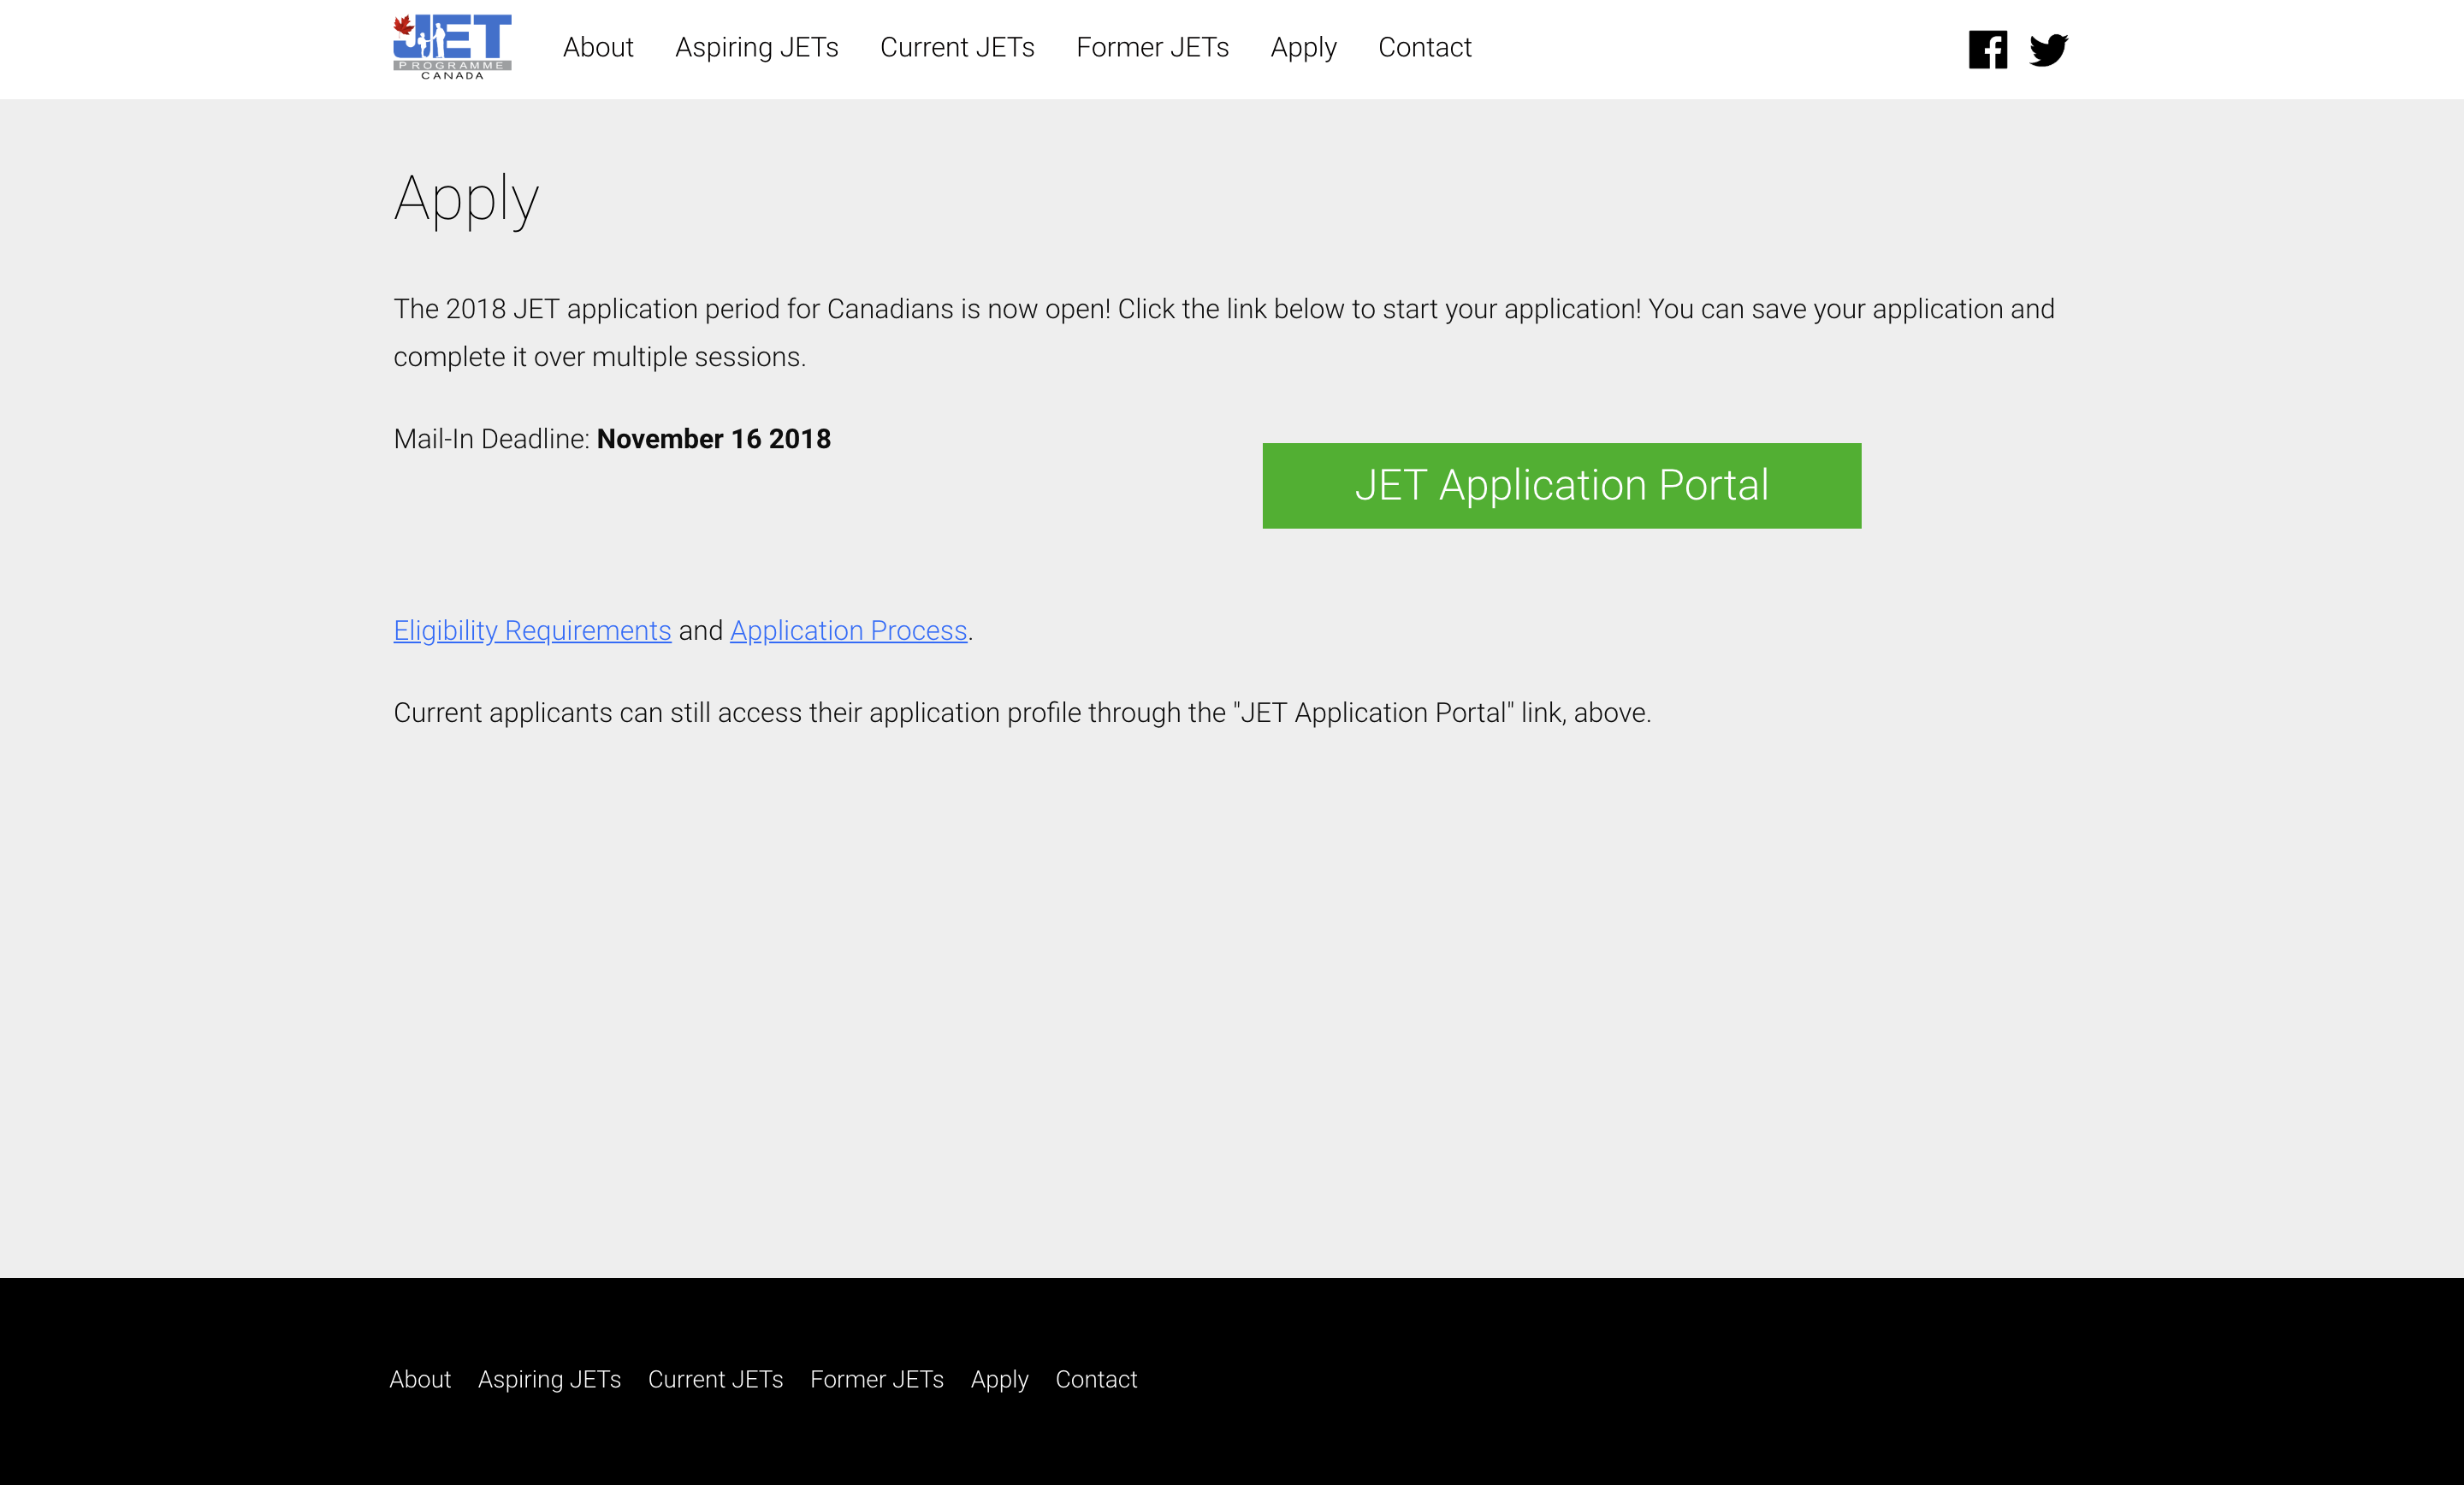 JET
PROGRAMME
CANADA
About Aspiring JETs Current JETs Former JETs Apply Contact
Apply
The 2018 JET application period for Canadians is now open! Click the link below to start your application! You can save your application and
complete it over multiple sessions.
Mail-In Deadline: November 16 2018
JET Application Portal
Eligibility Requirements and Application Process.
Current applicants can still access their application profile through the "JET Application Portal" link, above.
About Aspiring JETs Current JETs Former JETs Apply Contact